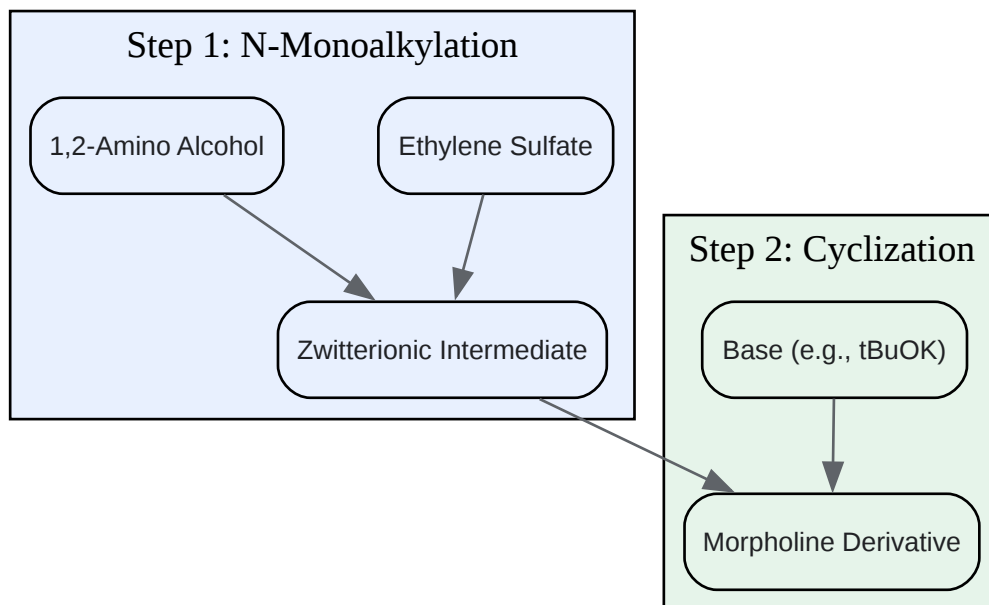 Step 1: N-Monoalkylation
1,2-Amino Alcohol
Ethylene Sulfate
Zwitterionic Intermediate
Step 2: Cyclization
Base (e.g., tBuOK)
Morpholine Derivative